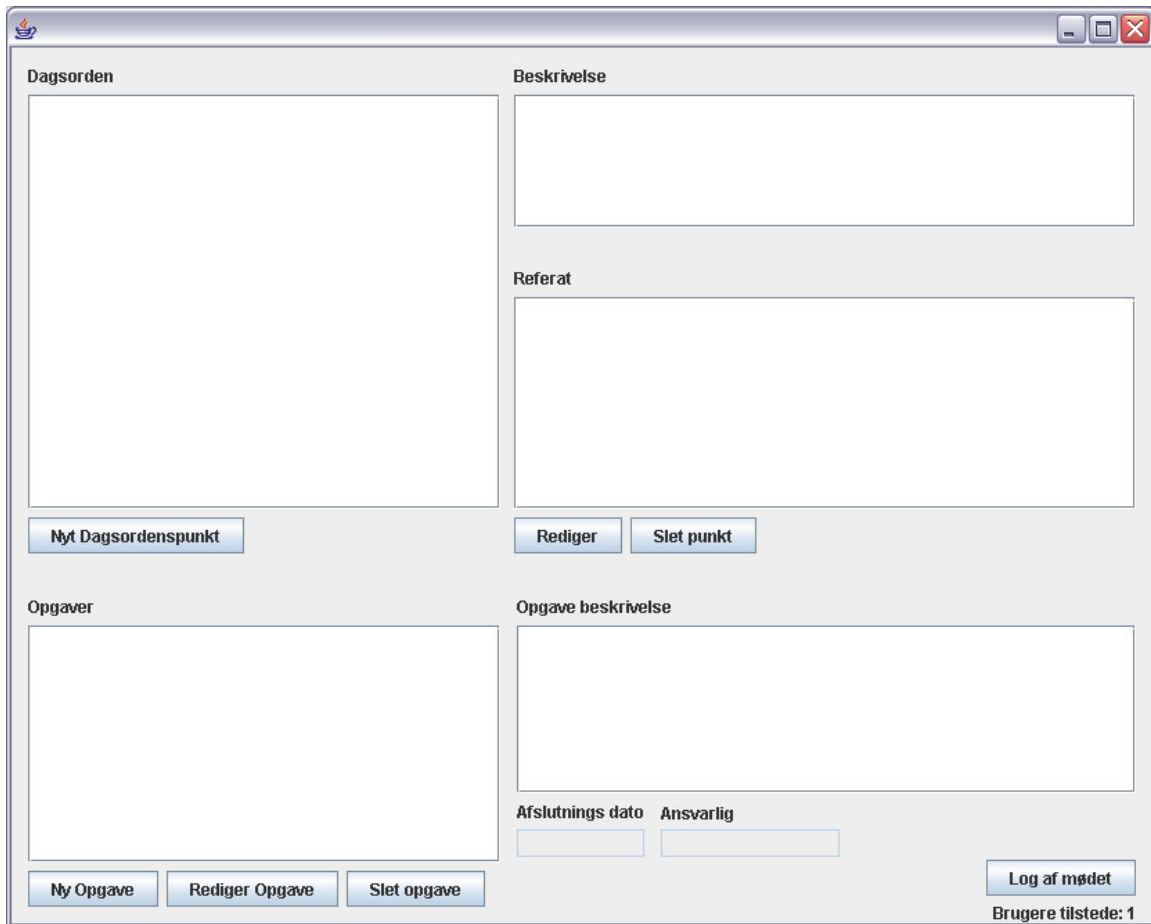 Dagsorden
Beskrivelse
Referat
Nyt Dagsordenspunkt
Rediger
Slet punkt
Opgaver
Opgave beskrivelse
Afslutnings dato
Ansvarlig
Ny Opgave
Rediger Opgave
Slet opgave
Log af mødet
Brugere tilstede: 1